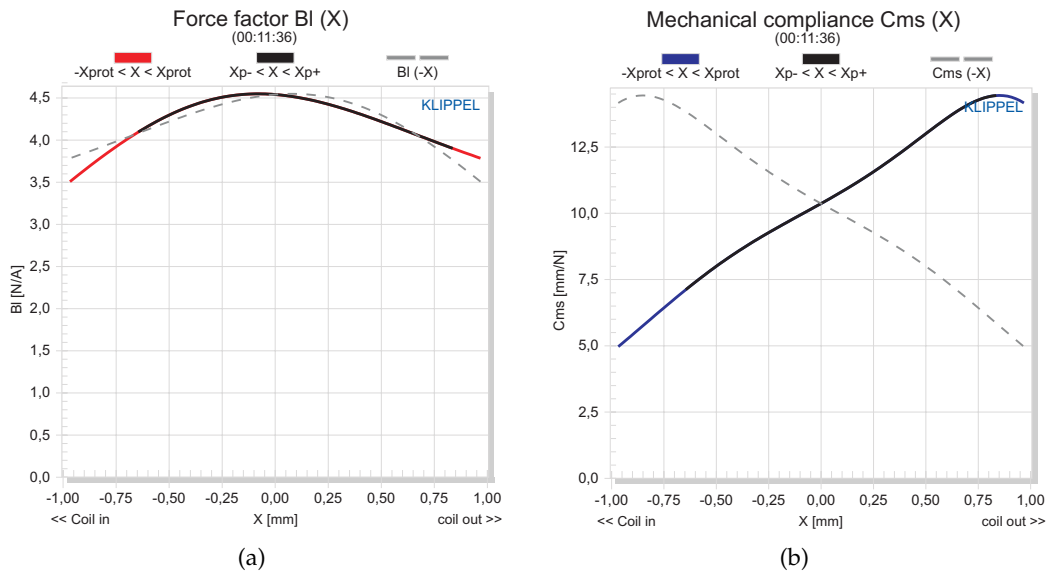 Force factor Bl (X)
(00:11:36)
-Xprot < X < Xprot
Xp- < X < Xp+
Bl (-X)
KLIPPEL
4,5
4,0
3,5
3,0
2,5
2,0
1,5
1,0
0,5
0,0
Bl [N/A]
-1,00 -0,75 -0,50 -0,25 0,00 0,25 0,50 0,75 1,00
<< Coil in X [mm] coil out >>
(a)
Mechanical compliance Cms (X)
(00:11:36)
-Xprot < X < Xprot
Xp- < X < Xp+
Cms (-X)
KLIPPEL
12,5
10,0
7,5
5,0
2,5
0,0
Cms [mm/N]
-1,00 -0,75 -0,50 -0,25 0,00 0,25 0,50 0,75 1,00
<< Coil in X [mm] coil out >>
(b)